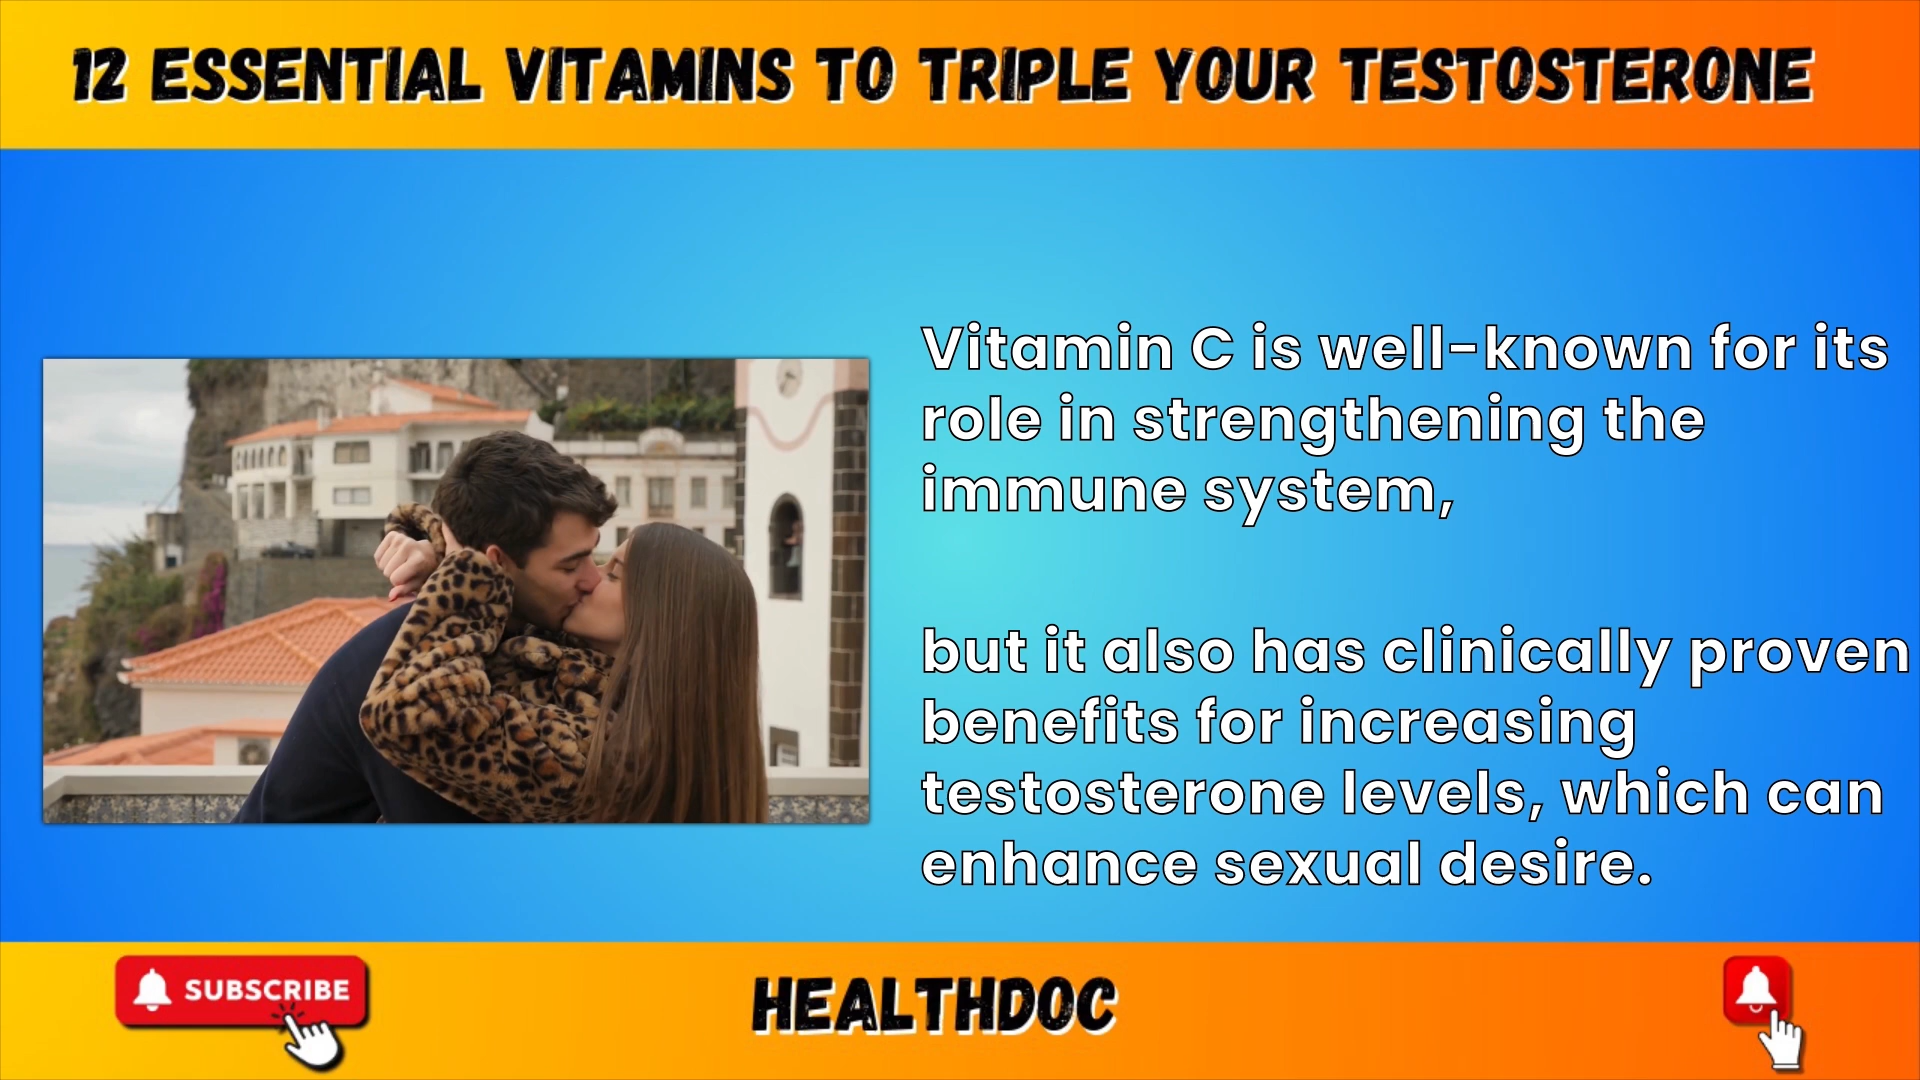 12 ESSENTIAL VITAMINS TO TRIPLE YOUR TESTOSTERONE
Vitamin C is well-known for its
role in strengthening the
immune system,
but it also has clinically proven
benefits for increasing
testosterone levels, which can
enhance sexual desire.
SUBSCRIBE
HEALTHDOC